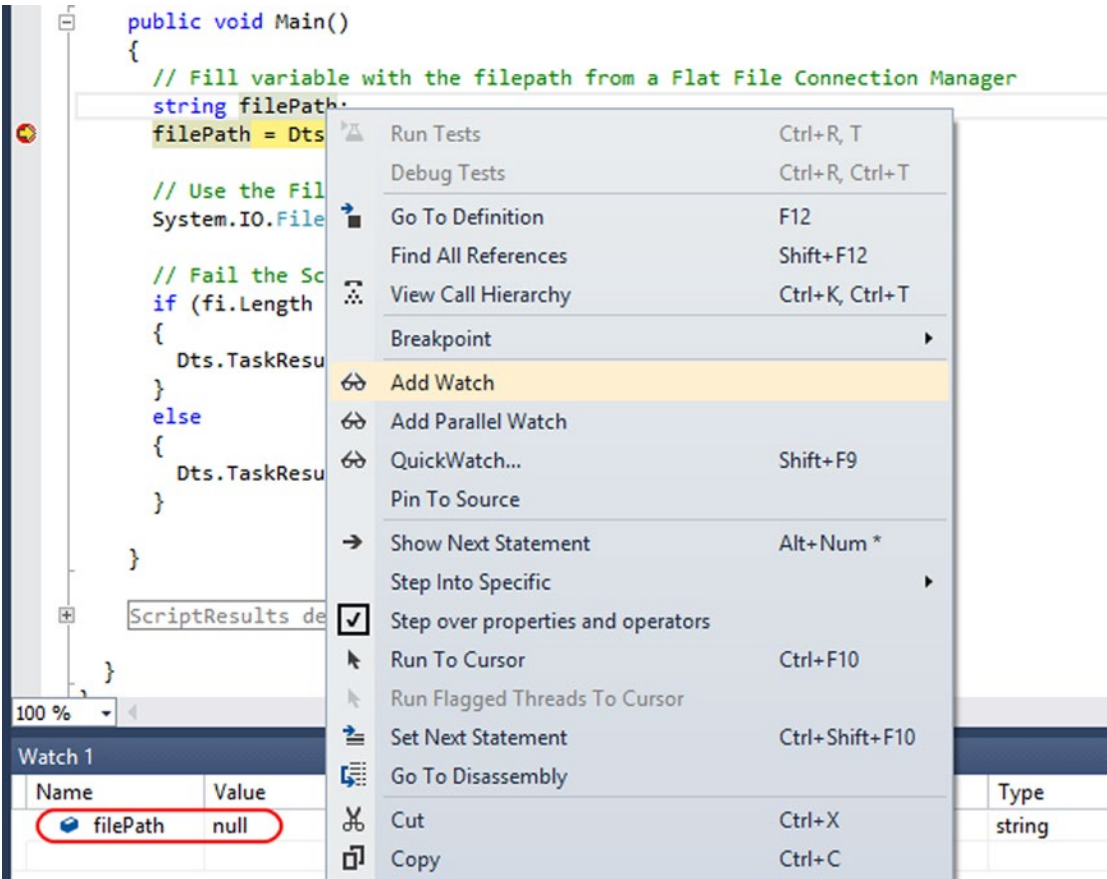 public void Main()
{
// Fill variable with the filepath from a Flat File Connection Manager
string filePath;
filePath = Dts
// Use the Fil
System.IO.File
// Fail the Sc
if (fi.Length
{
Dts.TaskResu
}
else
{
Dts.TaskResu
}
}
ScriptResults de
}
Run Tests Ctrl+R, T
Debug Tests Ctrl+R, Ctrl+T
Go To Definition F12
Find All References Shift+F12
View Call Hierarchy Ctrl+K, Ctrl+T
Breakpoint
Add Watch
Add Parallel Watch
QuickWatch... Shift+F9
Pin To Source
Show Next Statement Alt+Num *
Step Into Specific
Step over properties and operators
Run To Cursor Ctrl+F10
Run Flagged Threads To Cursor
Set Next Statement Ctrl+Shift+F10
Go To Disassembly
Cut Ctrl+X
Copy Ctrl+C
100 %
Watch 1
Name Value Type
filePath null string